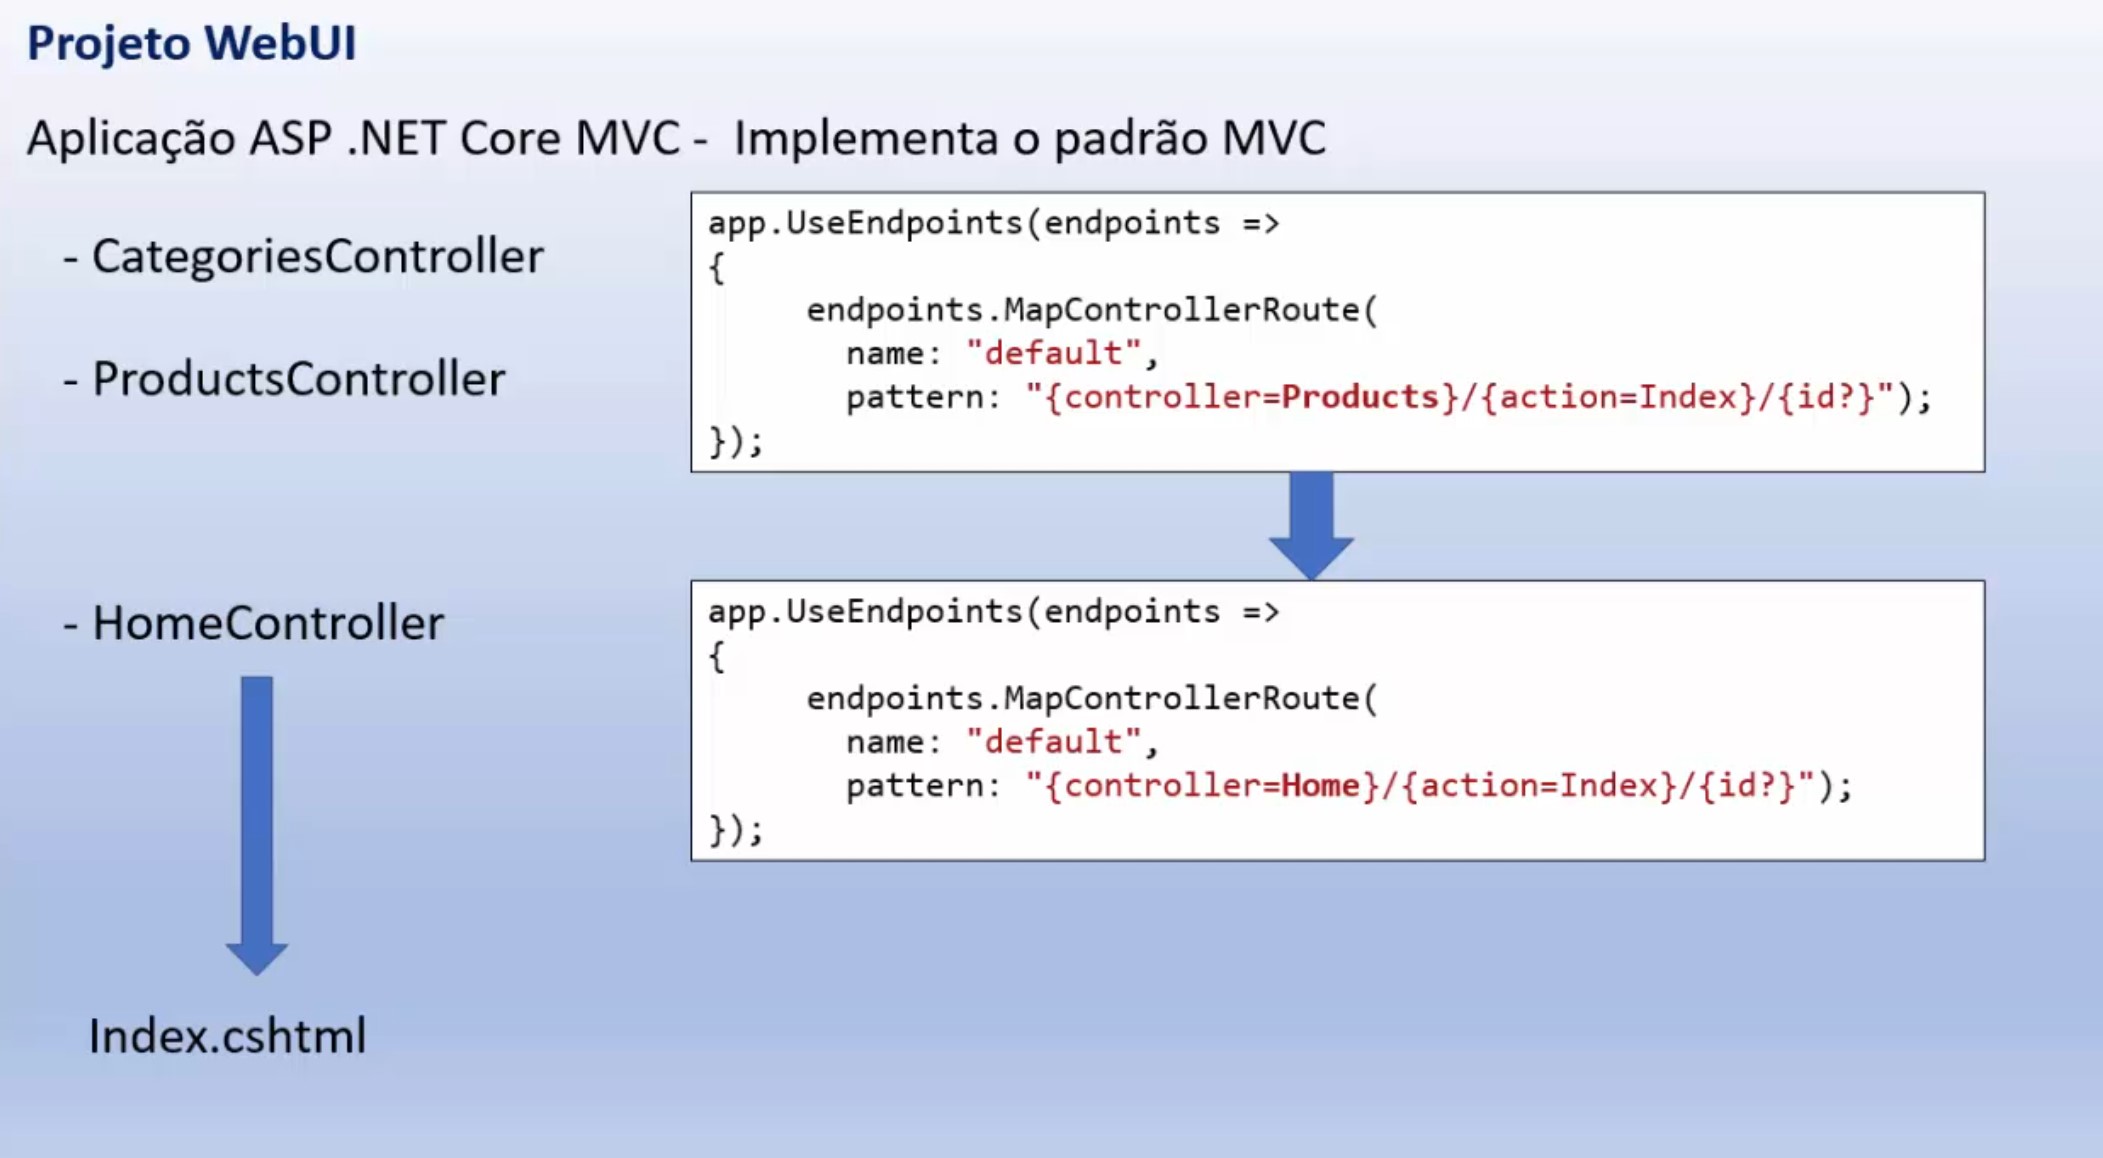 Projeto WebUI
Aplicação ASP .NET Core MVC - Implementa o padrão MVC
- CategoriesController
- ProductsController
app.UseEndpoints(endpoints =>
{
endpoints.MapControllerRoute(
name: "default",
pattern: "{controller=Products}/{action=Index}/{id?}");
});
- HomeController
Index.cshtml
app.UseEndpoints(endpoints =>
{
endpoints.MapControllerRoute(
name: "default",
pattern: "{controller=Home}/{action=Index}/{id?}");
});